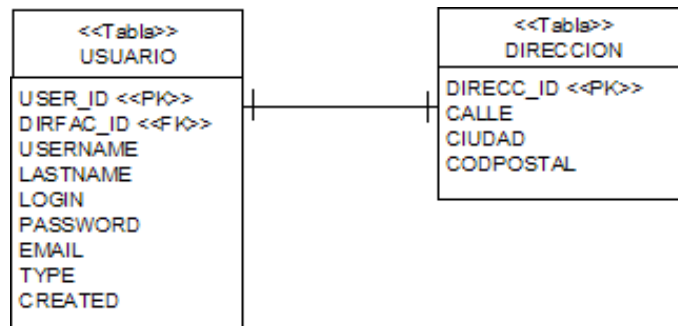 <<Tabla>>
USUARIO
USER_ID <<PK>>
DIRFAC_ID <<FK>>
USERNAME
LASTNAME
LOGIN
PASSWORD
EMAIL
TYPE
CREATED
<<Tabla>>
DIRECCION
DIRECC_ID <<PK>>
CALLE
CIUDAD
CODPOSTAL